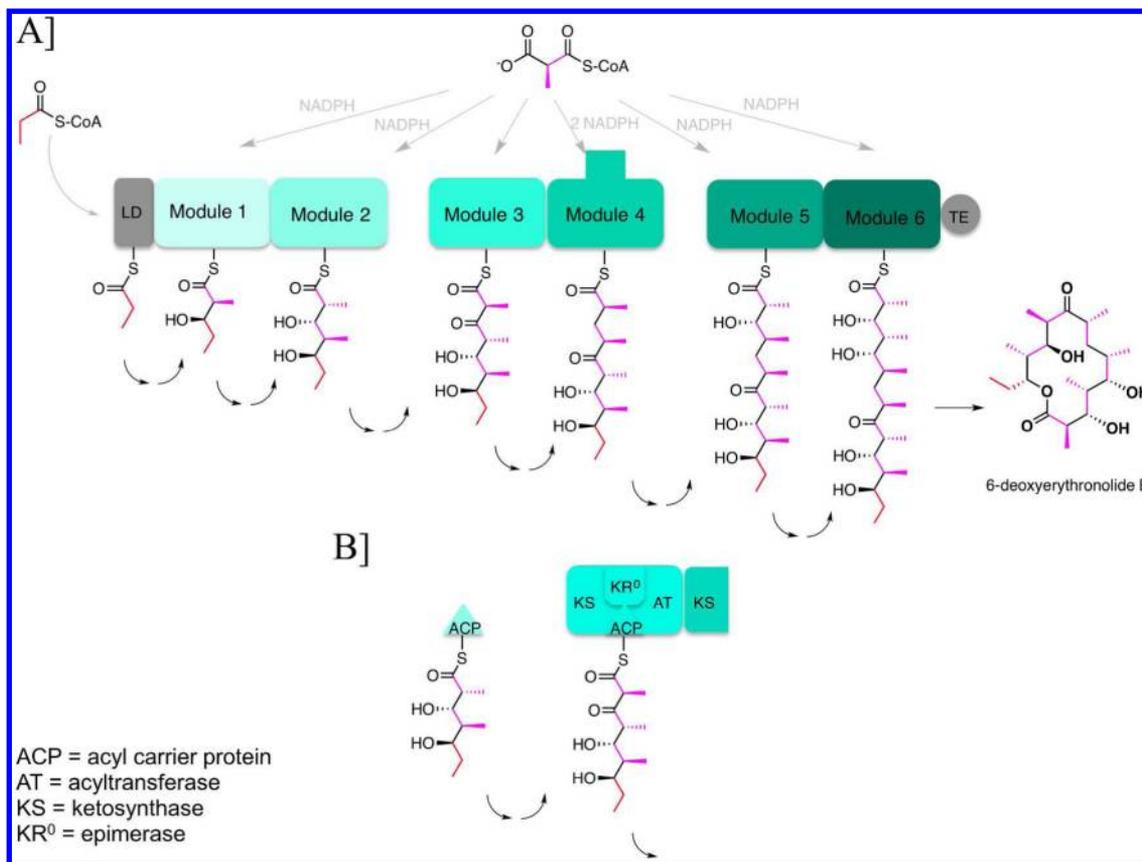 A]
O O
-O S-CoA
O
S-CoA
NADPH
NADPH
2 NADPH
NADPH
NADPH
LD Module 1 Module 2 Module 3 Module 4 Module 5 Module 6 TE
S S S S S S S
O O O O O O O
HO HO O HO HO
HO HO O O HO
HO HO HO O
HO HO HO
HO HO
O
OH
O
O
OH
OH
6-deoxyerythronolide B
B]
KS KR⁰ AT KS
ACP ACP
S S
O O
HO O
HO HO
HO
ACP = acyl carrier protein
AT = acyltransferase
KS = ketosynthase
KR⁰ = epimerase